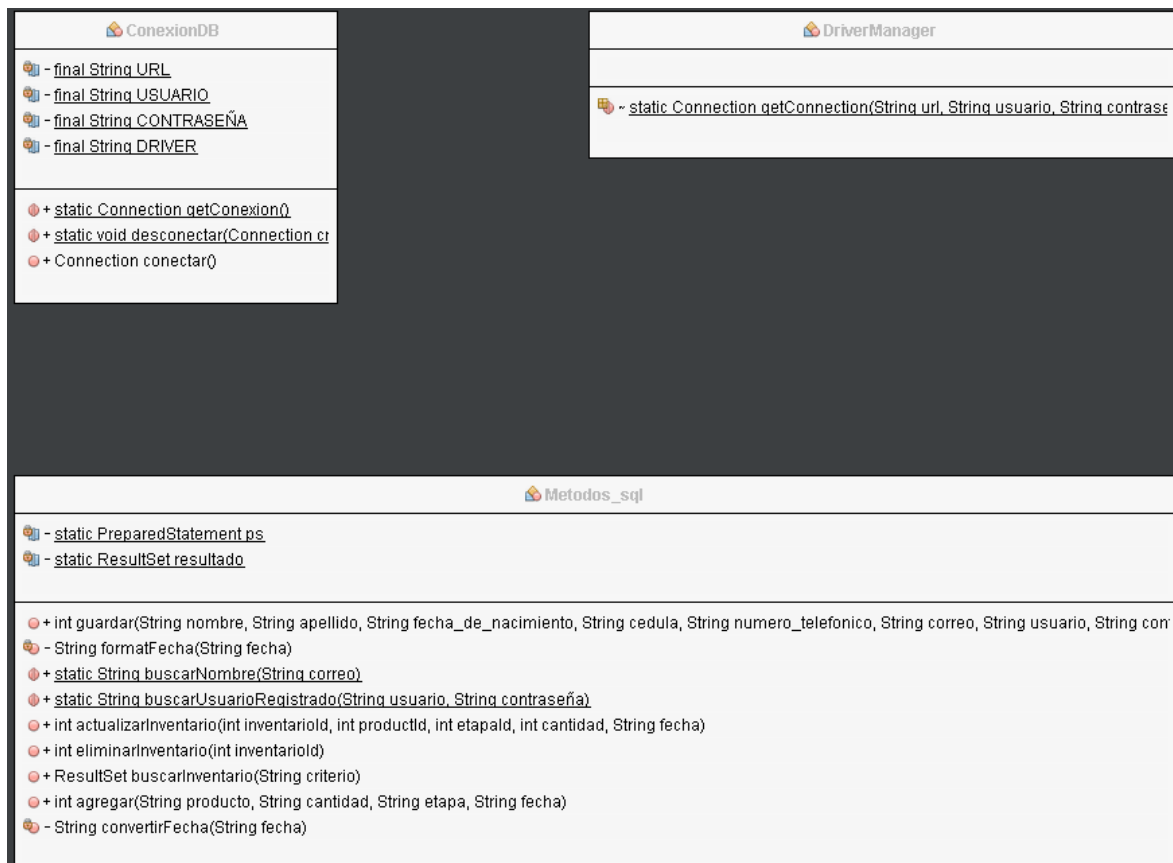 ConexionDB
- final String URL
- final String USUARIO
- final String CONTRASEÑA
- final String DRIVER
+ static Connection getConexion()
+ static void desconectar(Connection
+ Connection conectar()
DriverManager
~ static Connection getConnection(String url, String usuario, String
Metodos_sql
- static PreparedStatement ps
- static ResultSet resultado
+ int guardar(String nombre, String apellido, String fecha_de_nacimiento, String cedula, String numero_telefonico, String correo, String usuario, String
- String formatFecha(String fecha)
+ static String buscarNombre(String correo)
+ static String buscarUsuarioRegistrado(String usuario, String contraseña)
+ int actualizarInventario(int inventarioId, int productId, int etapaId, int cantidad, String fecha)
+ int eliminarInventario(int inventarioId)
+ ResultSet buscarInventario(String criterio)
+ int agregar(String producto, String cantidad, String etapa, String fecha)
- String convertirFecha(String fecha)